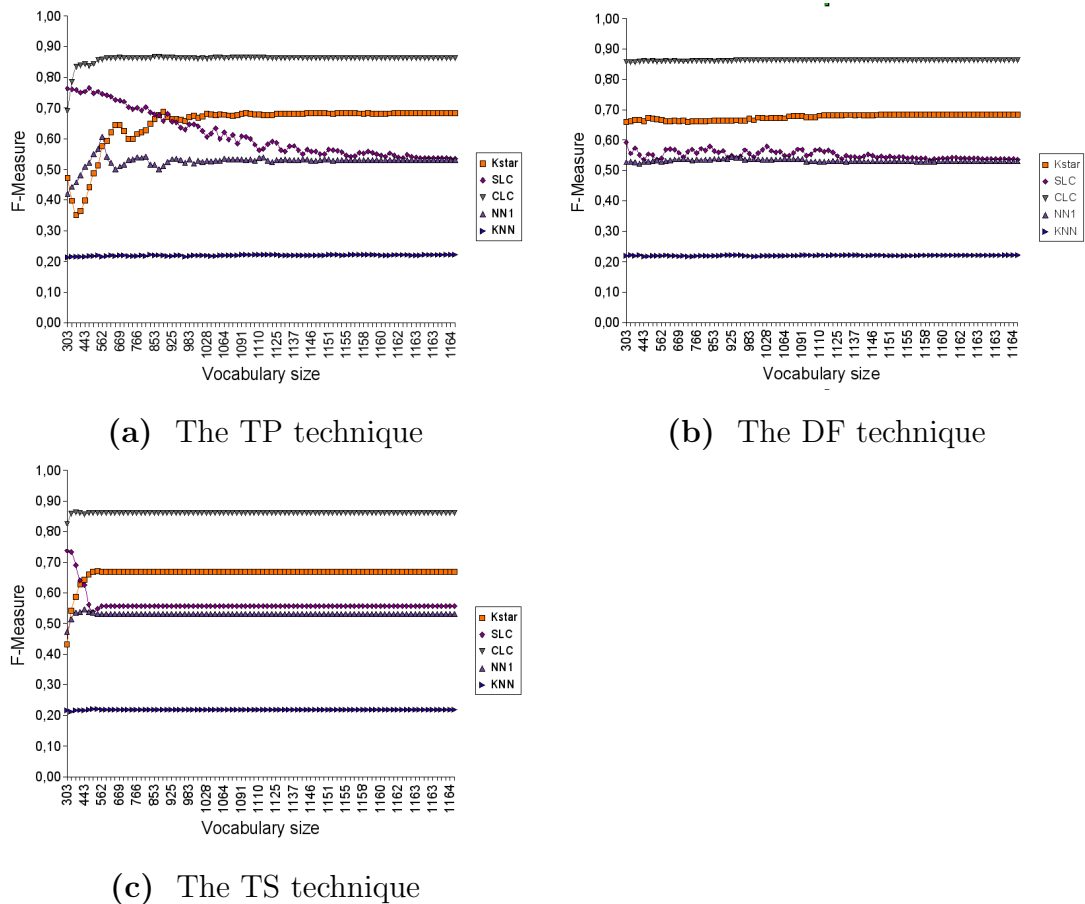 1,00
0,90
0,80
0,70
0,60
0,50
0,40
0,30
0,20
0,10
0,00
F-Measure
303 443 562 669 766 853 925 983 1028 1064 1091 1110 1125 1137 1146 1151 1155 1158 1160 1162 1163 1163 1164
Vocabulary size
Kstar
SLC
CLC
NN1
KNN
(a) The TP technique
1,00
0,90
0,80
0,70
0,60
0,50
0,40
0,30
0,20
0,10
0,00
F-Measure
303 443 562 669 766 853 925 983 1028 1064 1091 1110 1125 1137 1146 1151 1155 1158 1160 1162 1163 1163 1164
Vocabulary size
Kstar
SLC
CLC
NN1
KNN
(b) The DF technique
1,00
0,90
0,80
0,70
0,60
0,50
0,40
0,30
0,20
0,10
0,00
F-Measure
303 443 562 669 766 853 925 983 1028 1064 1091 1110 1125 1137 1146 1151 1155 1158 1160 1162 1163 1163 1164
Vocabulary size
Kstar
SLC
CLC
NN1
KNN
(c) The TS technique